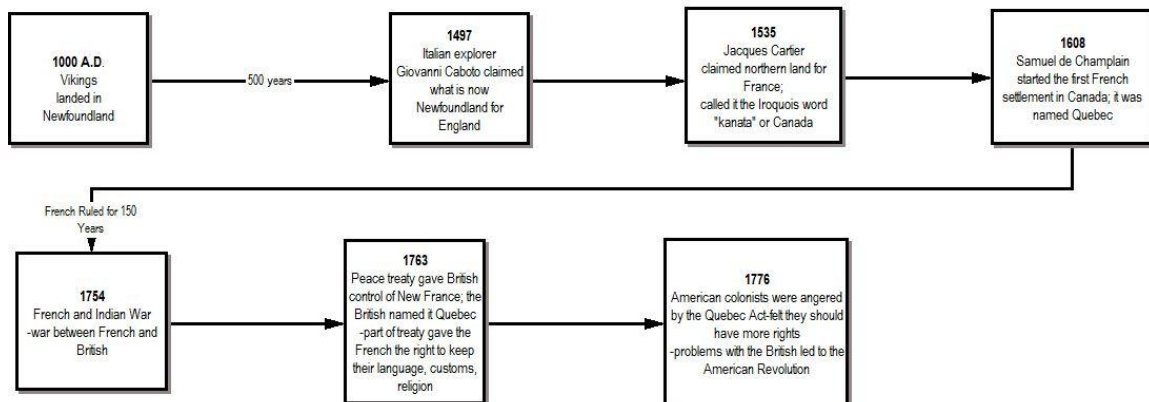 1000 A.D.
Vikings
landed in
Newfoundland
500 years
1497
Italian explorer
Giovanni Caboto claimed
what is now
Newfoundland for
England
1535
Jacques Cartier
claimed northern land for
France;
called it the Iroquois word
"kanata" or Canada
1608
Samuel de Champlain
started the first French
settlement in Canada; it was
named Quebec
French Ruled for 150
Years
1754
French and Indian War
-war between French and
British
1763
Peace treaty gave British
control of New France; the
British named it Quebec
-part of treaty gave the
French the right to keep
their language, customs,
religion
1776
American colonists were angered
by the Quebec Act-felt they should
have more rights
-problems with the British led to the
American Revolution